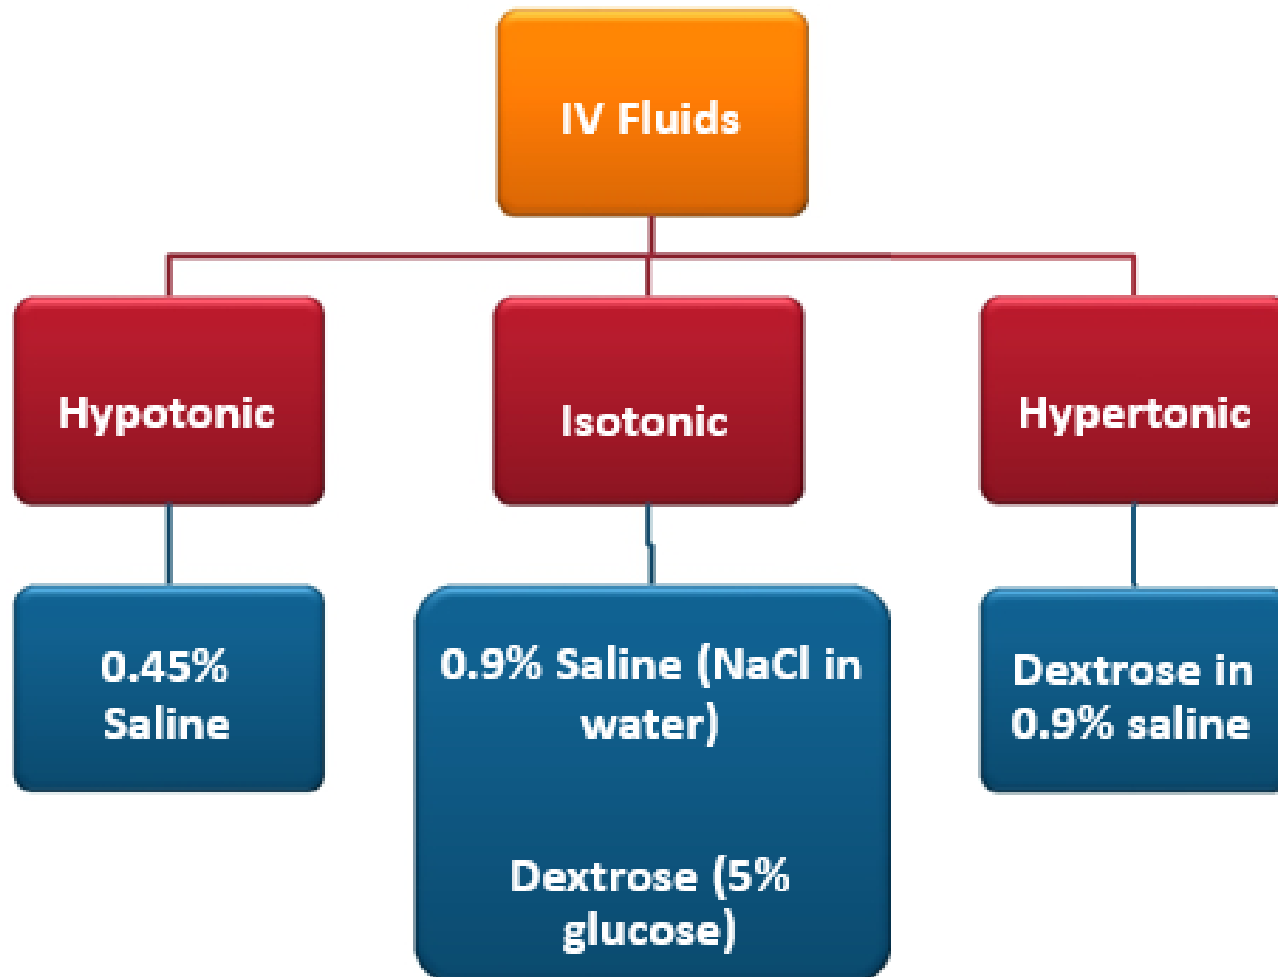 IV Fluids
Hypotonic
Isotonic
Hypertonic
0.45%
Saline
0.9% Saline (NaCl in
water)
Dextrose (5%
glucose)
Dextrose in
0.9% saline